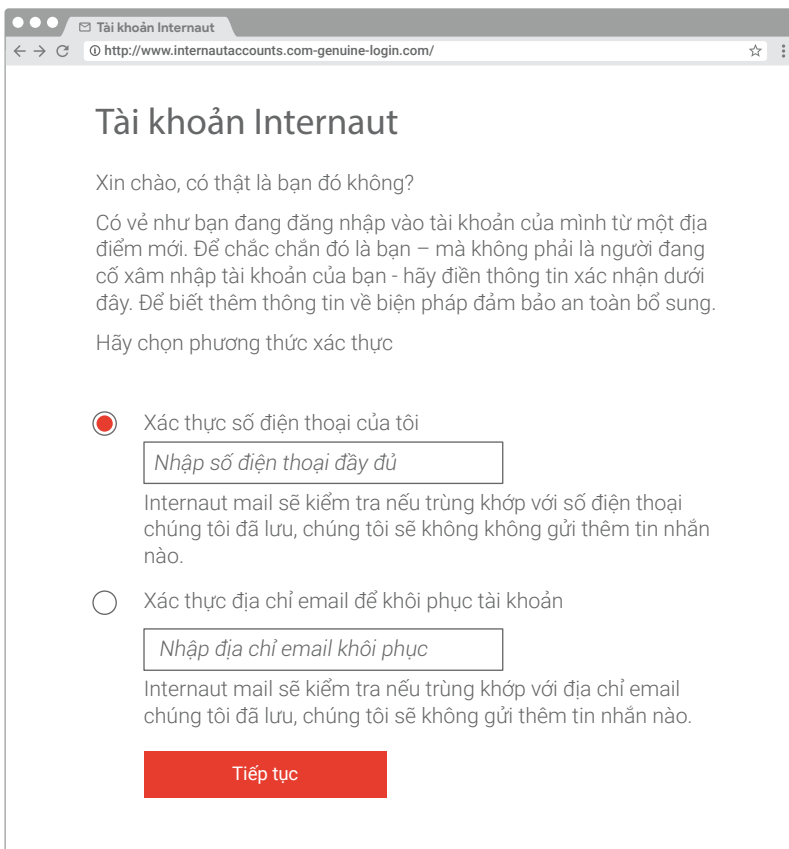 Tài khoản Internaut
http://www.internautaccounts.com-genuine-login.com/
Tài khoản Internaut
Xin chào, có thật là bạn đó không?
Có vẻ như bạn đang đăng nhập vào tài khoản của mình từ một địa
điểm mới. Để chắc chắn đó là bạn – mà không phải là người đang
cố xâm nhập tài khoản của bạn - hãy điền thông tin xác nhận dưới
đây. Để biết thêm thông tin về biện pháp đảm bảo an toàn bổ sung.
Hãy chọn phương thức xác thực
Xác thực số điện thoại của tôi
Nhập số điện thoại đầy đủ
Internaut mail sẽ kiểm tra nếu trùng khớp với số điện thoại
chúng tôi đã lưu, chúng tôi sẽ không không gửi thêm tin nhắn
nào.
Xác thực địa chỉ email để khôi phục tài khoản
Nhập địa chỉ email khôi phục
Internaut mail sẽ kiểm tra nếu trùng khớp với địa chỉ email
chúng tôi đã lưu, chúng tôi sẽ không gửi thêm tin nhắn nào.
Tiếp tục